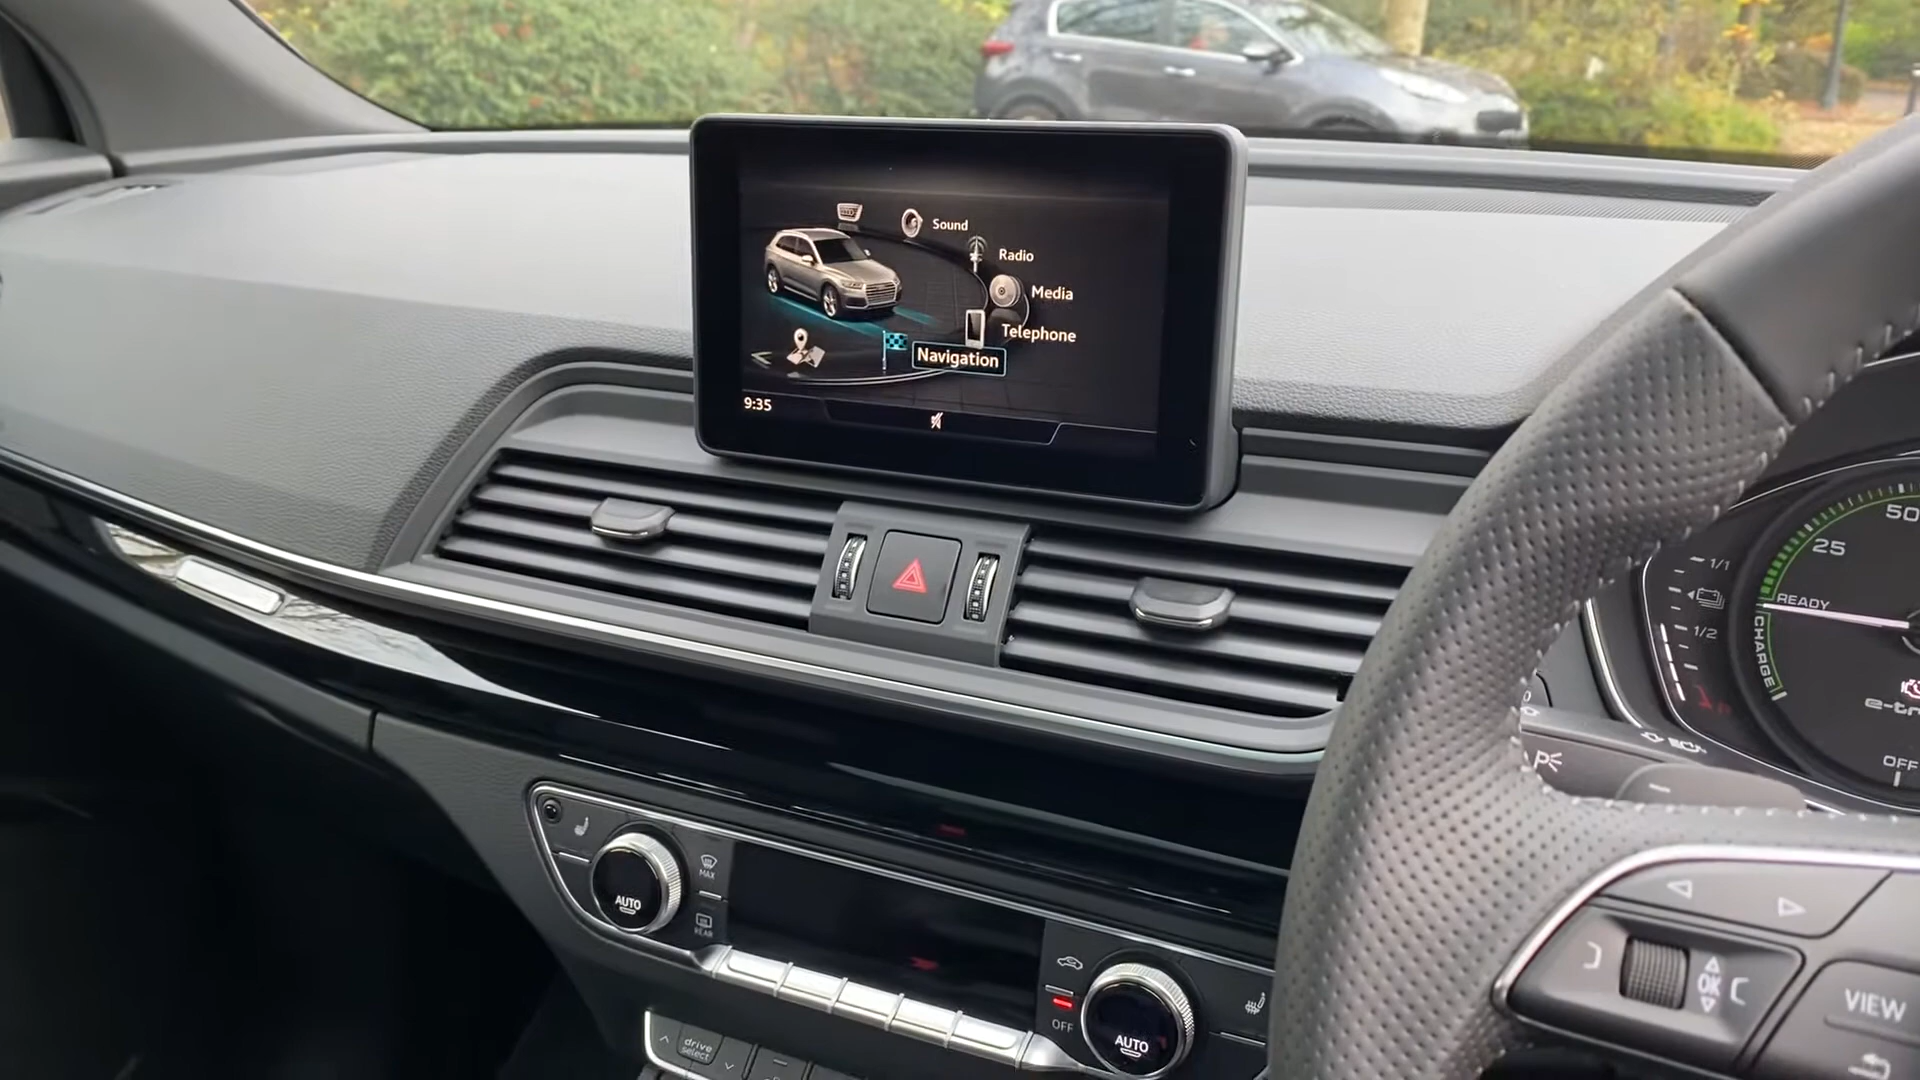 Sound
Radio
Media
Telephone
Navigation
9:35
50
25
1/1
READY
1/2
CHARGE
OFF
P
MAX
AUTO
REAR
OFF
AUTO
drive
select
OK
VIEW